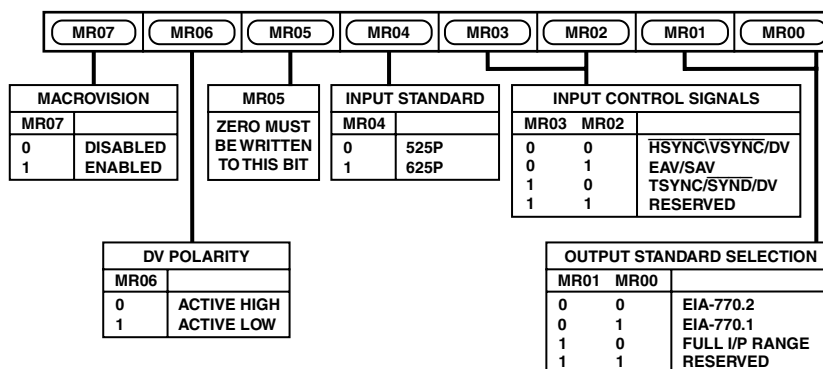 MR07 MR06 MR05 MR04 MR03 MR02 MR01 MR00
MACROVISION
MR07
0 DISABLED
1 ENABLED
MR05
ZERO MUST
BE WRITTEN
TO THIS BIT
INPUT STANDARD
MR04
0 525P
1 625P
INPUT CONTROL SIGNALS
MR03 MR02
0 0 HSYNC\VSYNC/DV
0 1 EAV/SAV
1 0 TSYNC/SYND/DV
1 1 RESERVED
DV POLARITY
MR06
0 ACTIVE HIGH
1 ACTIVE LOW
OUTPUT STANDARD SELECTION
MR01 MR00
0 0 EIA-770.2
0 1 EIA-770.1
1 0 FULL I/P RANGE
1 1 RESERVED